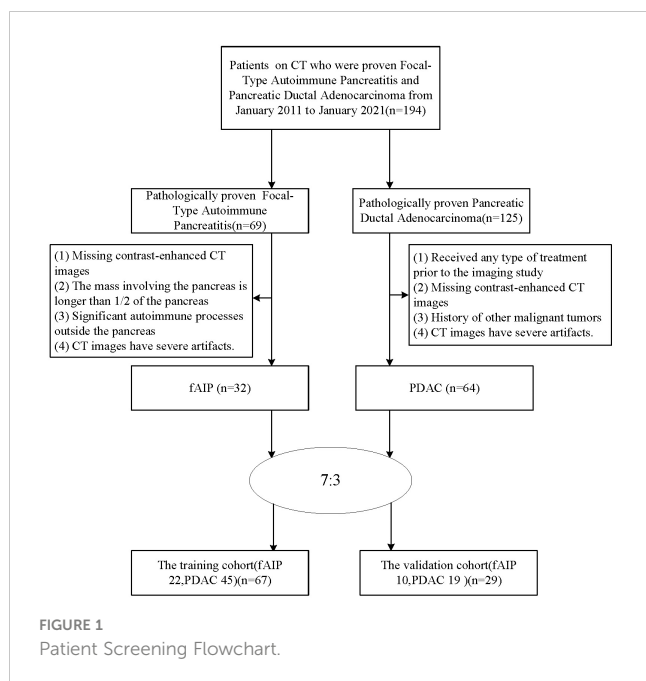 Patients on CT who were proven Focal-
Type Autoimmune Pancreatitis and
Pancreatic Ductal Adenocarcinoma from
January 2011 to January 2021(n=194)
Pathologically proven Focal-
Type Autoimmune
Pancreatitis(n=69)
Pathologically proven Pancreatic
Ductal Adenocarcinoma(n=125)
(1) Missing contrast-enhanced CT
images
(2) The mass involving the pancreas is
longer than 1/2 of the pancreas
(3) Significant autoimmune processes
outside the pancreas
(4) CT images have severe artifacts.
(1) Received any type of treatment
prior to the imaging study
(2) Missing contrast-enhanced CT
images
(3) History of other malignant tumors
(4) CT images have severe artifacts.
fAIP (n=32)
PDAC (n=64)
7:3
The training cohort(fAIP
22,PDAC 45)(n=67)
The validation cohort(fAIP
10,PDAC 19 )(n=29)
FIGURE 1
Patient Screening Flowchart.